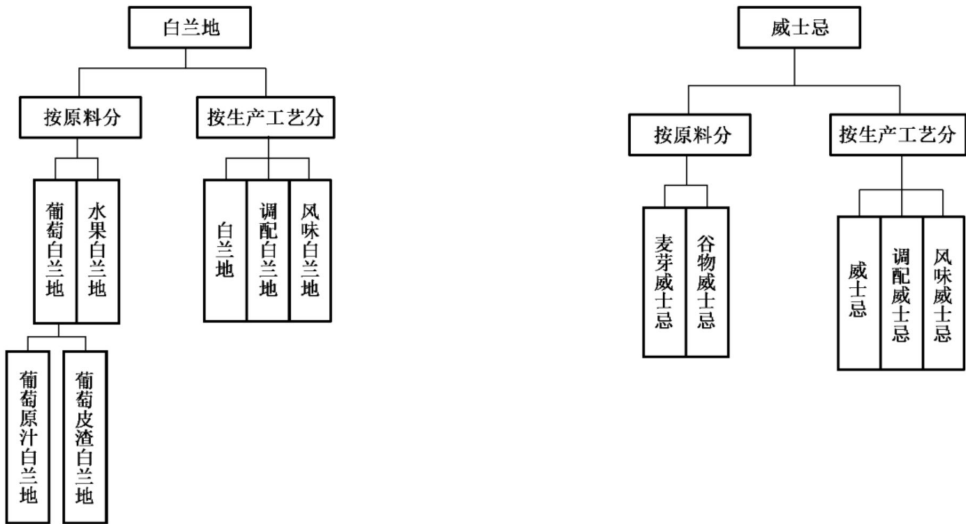 白兰地
按原料分
按生产工艺分
葡萄白兰地
水果白兰地
白兰地
调配白兰地
风味白兰地
葡萄原汁白兰地
葡萄皮渣白兰地
威士忌
按原料分
按生产工艺分
麦芽威士忌
谷物威士忌
威士忌
调配威士忌
风味威士忌